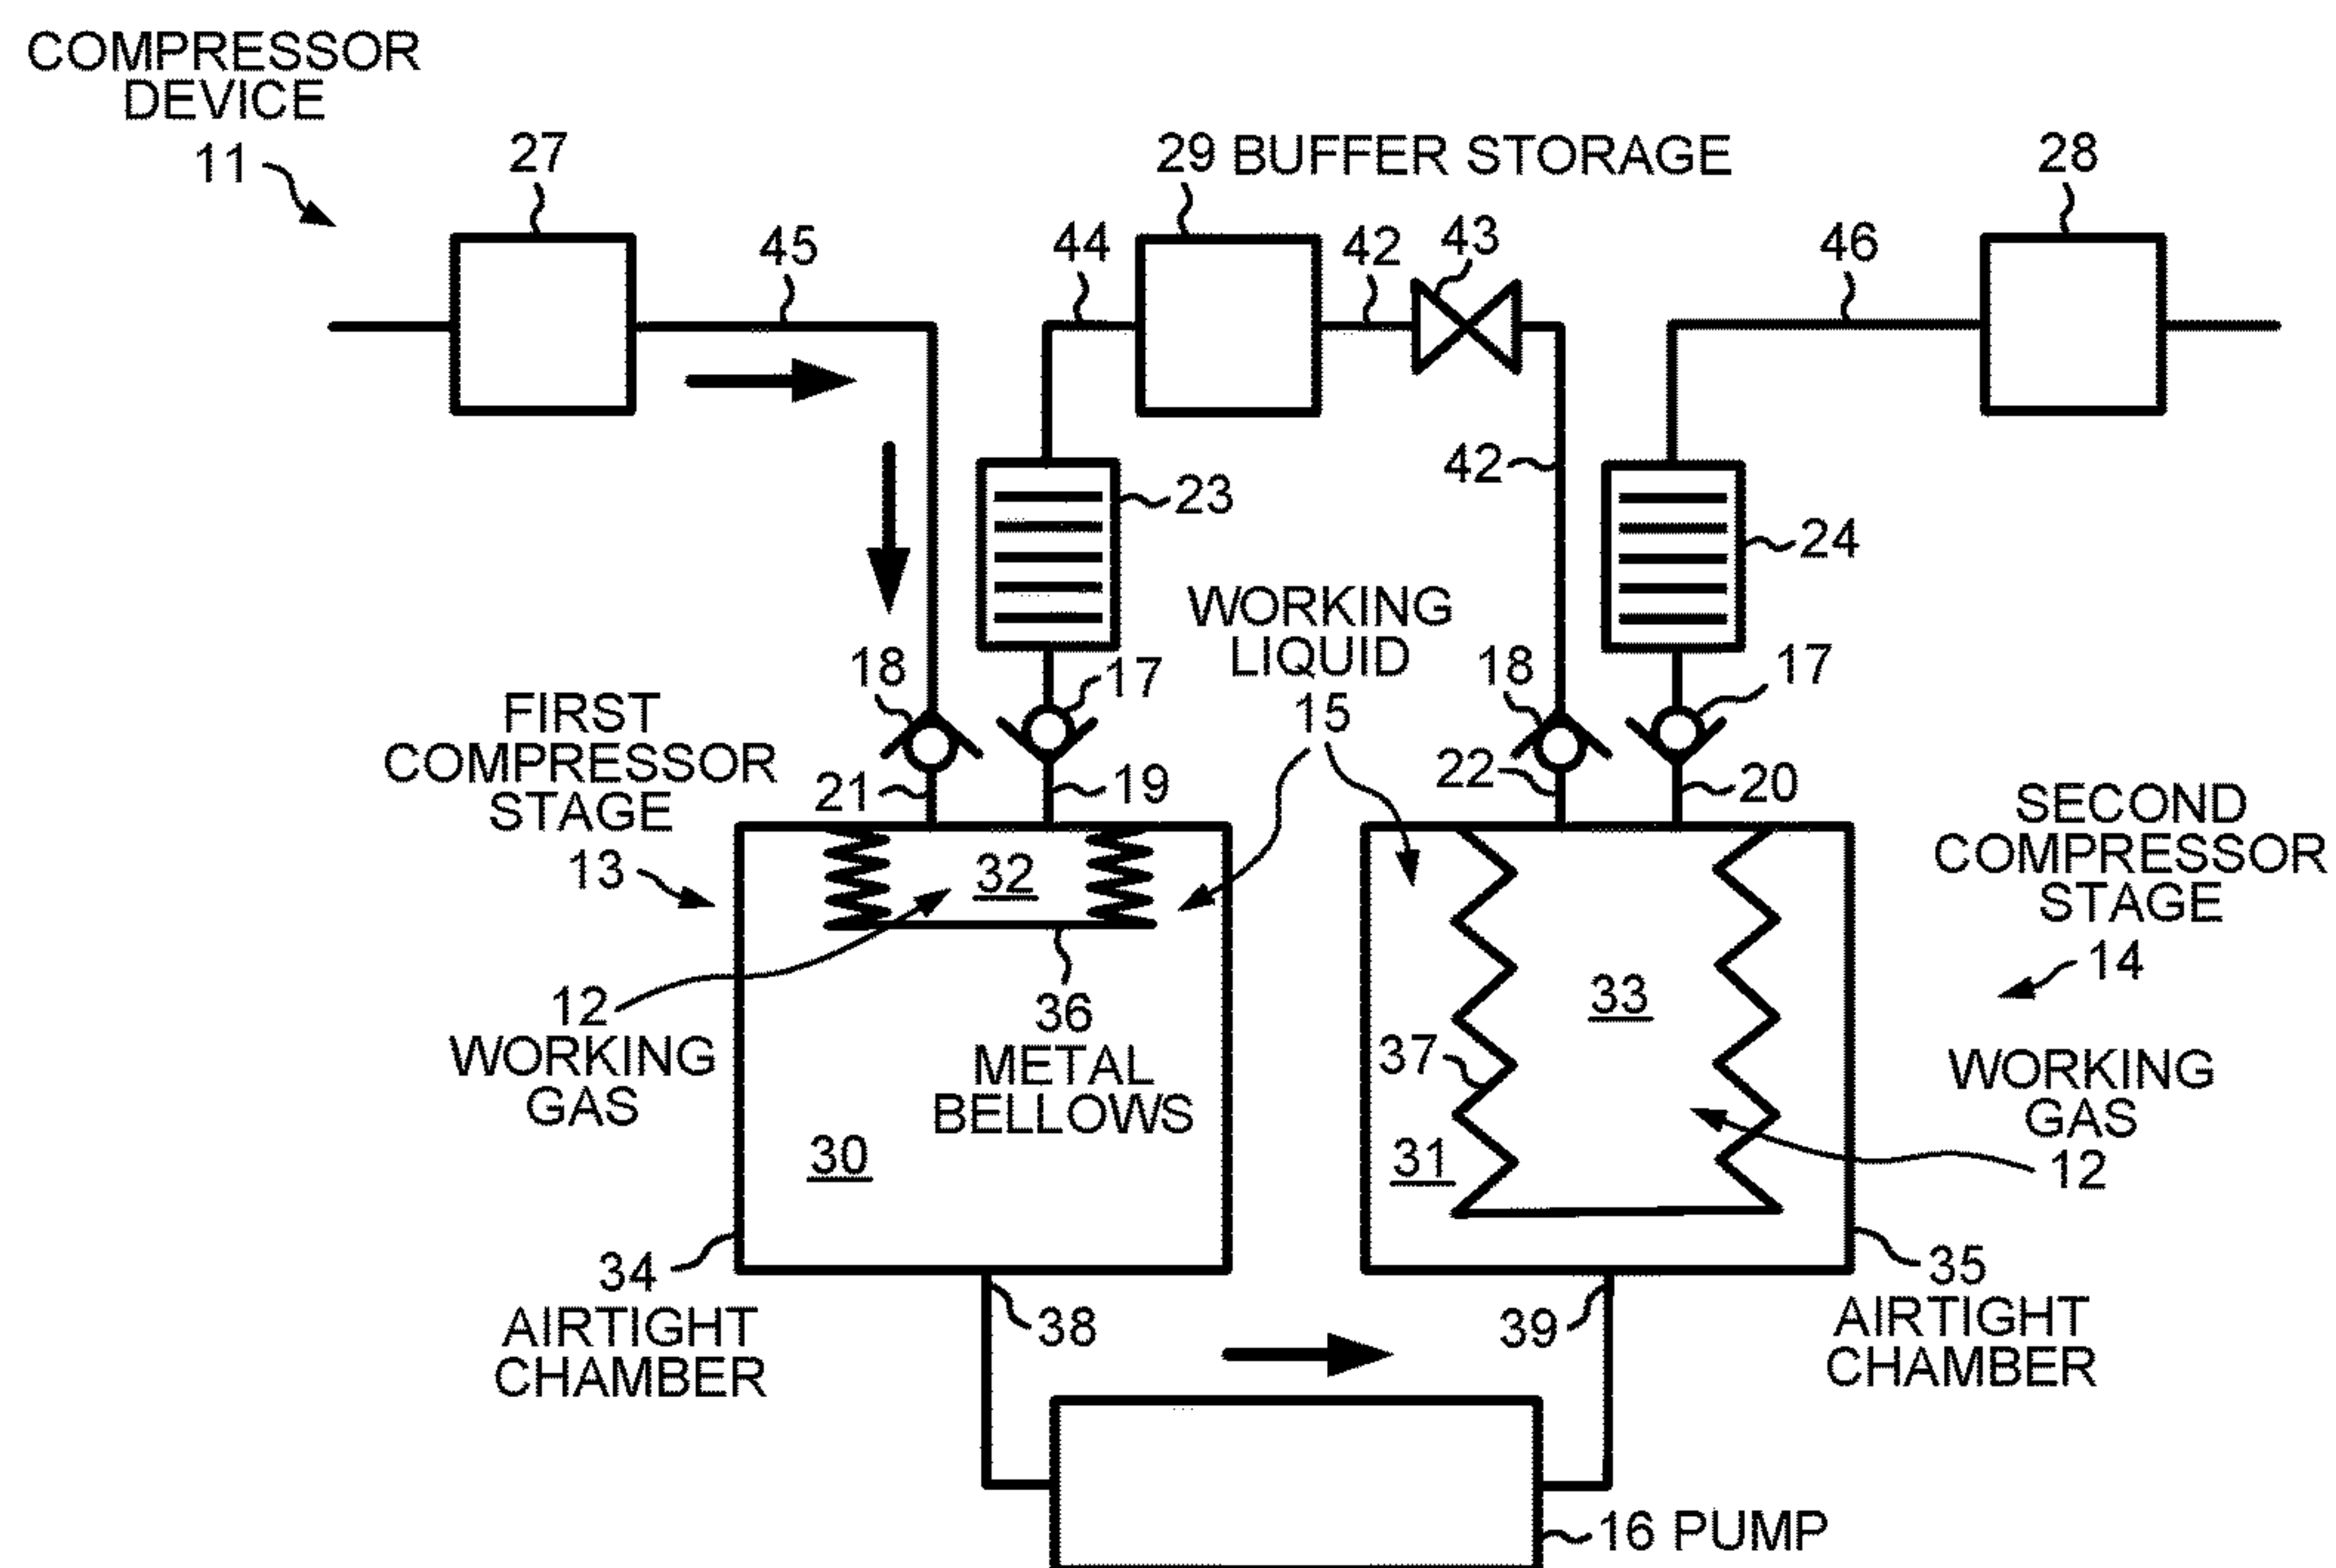 COMPRESSOR
DEVICE
11
27
45
44
29 BUFFER STORAGE
42
43
46
28
42
23
24
WORKING
LIQUID
15
18
17
18
17
FIRST
COMPRESSOR
STAGE
13
21
19
22
20
SECOND
COMPRESSOR
STAGE
14
32
12
WORKING
GAS
36
METAL
BELLOWS
33
37
31
WORKING
GAS
12
30
34
AIRTIGHT
CHAMBER
38
39
35
AIRTIGHT
CHAMBER
16 PUMP